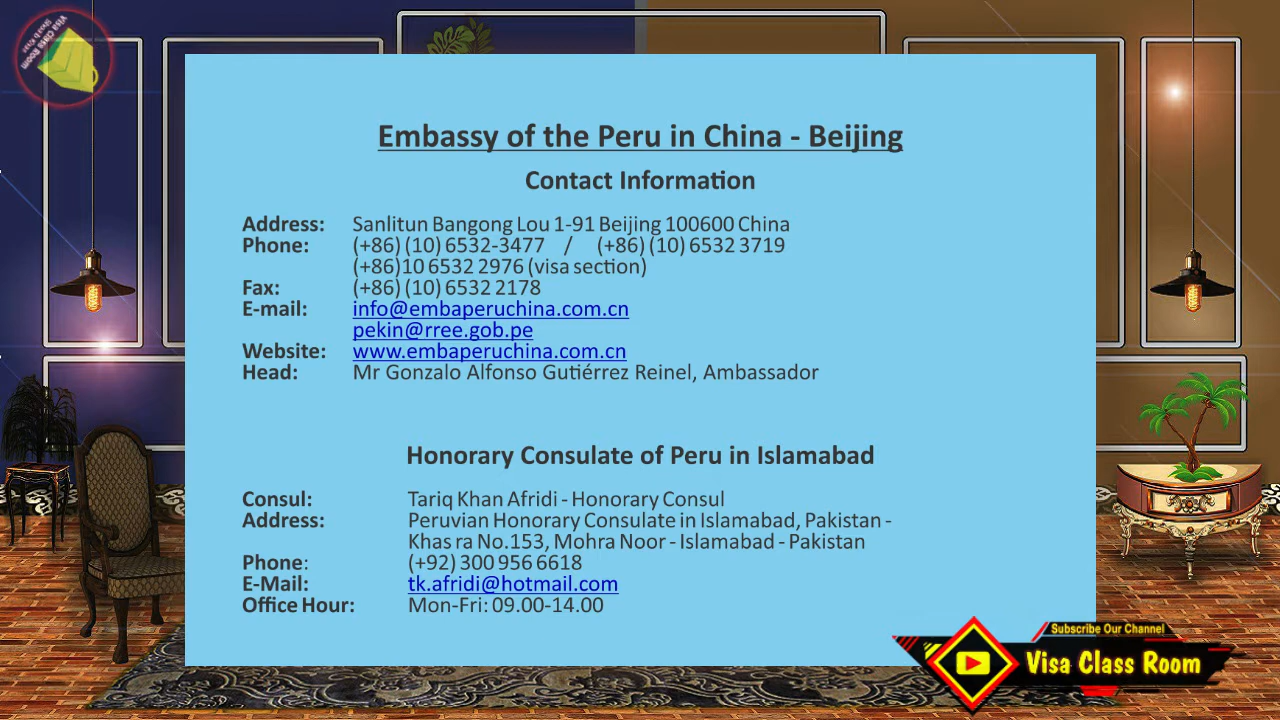 Visa Class Room
Embassy of the Peru in China - Beijing
Contact Information
Address: Sanlitun Bangong Lou 1-91 Beijing 100600 China
Phone: (+86) (10) 6532-3477 / (+86) (10) 6532 3719
(+86)10 6532 2976 (visa section)
Fax: (+86) (10) 6532 2178
E-mail: info@embaperuchina.com.cn
pekin@rree.gob.pe
Website: www.embaperuchina.com.cn
Head: Mr Gonzalo Alfonso Gutiérrez Reinel, Ambassador
Honorary Consulate of Peru in Islamabad
Consul: Tariq Khan Afridi - Honorary Consul
Address: Peruvian Honorary Consulate in Islamabad, Pakistan -
Khas ra No.153, Mohra Noor - Islamabad - Pakistan
Phone: (+92) 300 956 6618
E-Mail: tk.afridi@hotmail.com
Office Hour: Mon-Fri: 09.00-14.00
Subscribe Our Channel
Visa Class Room